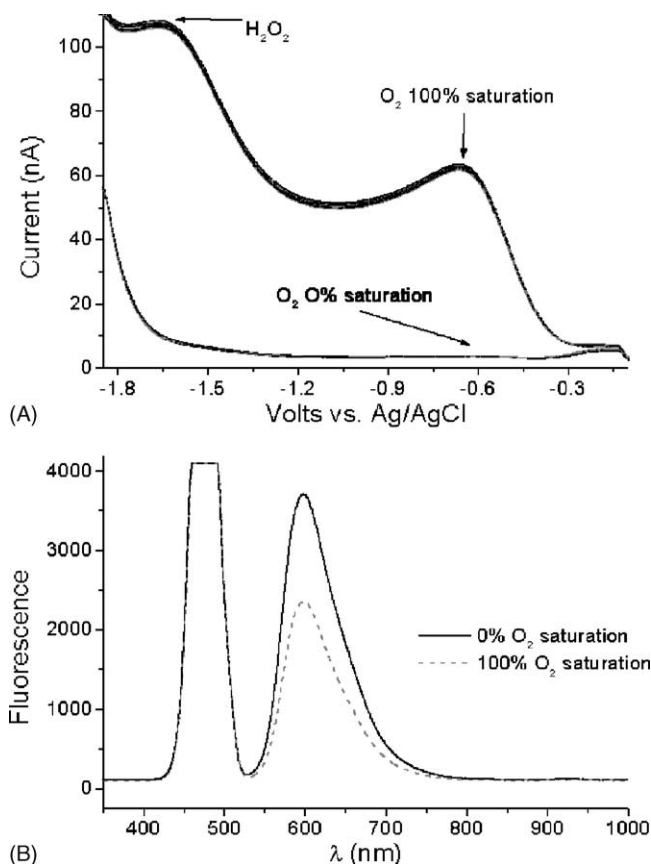 100
80
60
40
20
0
Current (nA)
H₂O₂
O₂ 100% saturation
O₂ O% saturation
-1.8 -1.5 -1.2 -0.9 -0.6 -0.3
Volts vs. Ag/AgCl
(A)
4000
3000
2000
1000
0
Fluorescence
0% O₂ saturation
100% O₂ saturation
400 500 600 700 800 900 1000
λ (nm)
(B)